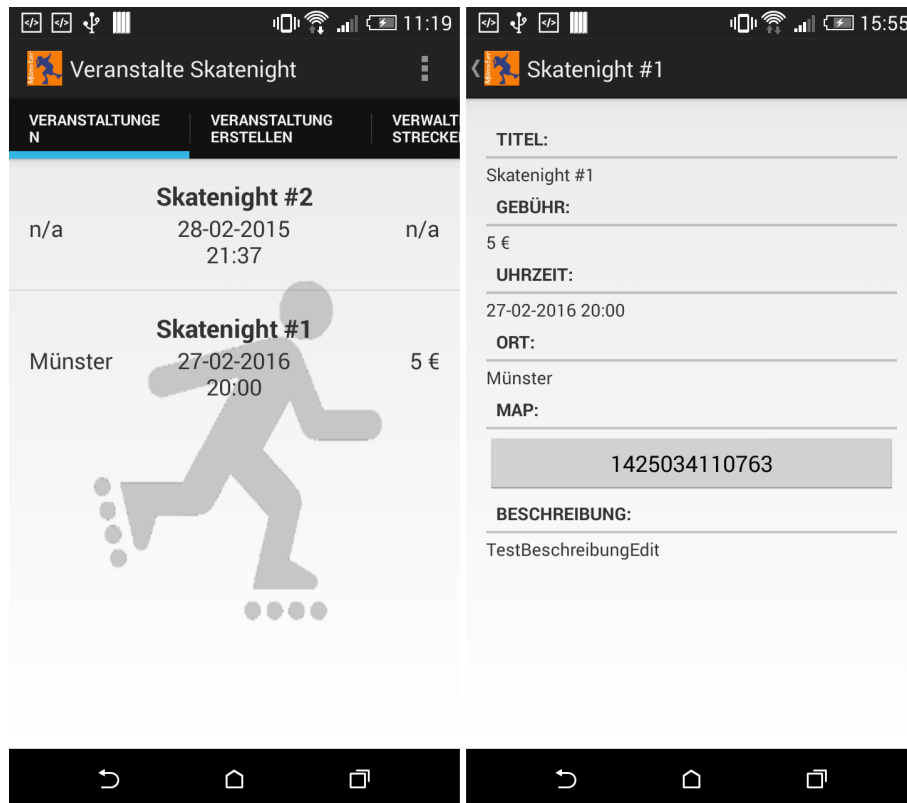 11:19
Veranstalte Skatenight
VERANSTALTUNGE
N
VERANSTALTUNG
ERSTELLEN
VERWALT
STRECKE
Skatenight #2
n/a
28-02-2015
n/a
21:37
Skatenight #1
Münster
27-02-2016
5 €
20:00
15:55
Skatenight #1
TITEL:
Skatenight #1
GEBÜHR:
5 €
UHRZEIT:
27-02-2016 20:00
ORT:
Münster
MAP:
1425034110763
BESCHREIBUNG:
TestBeschreibungEdit